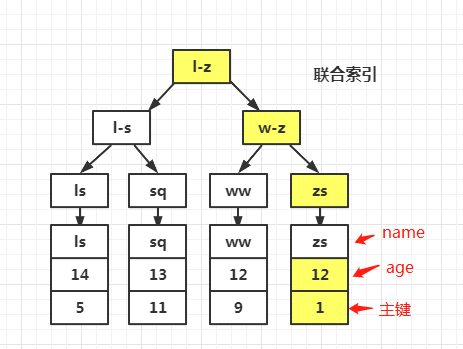 l-z
联合索引
l-s
w-z
ls
sq
ww
zs
ls
sq
ww
zs
name
14
13
12
12
age
5
11
9
1
主键